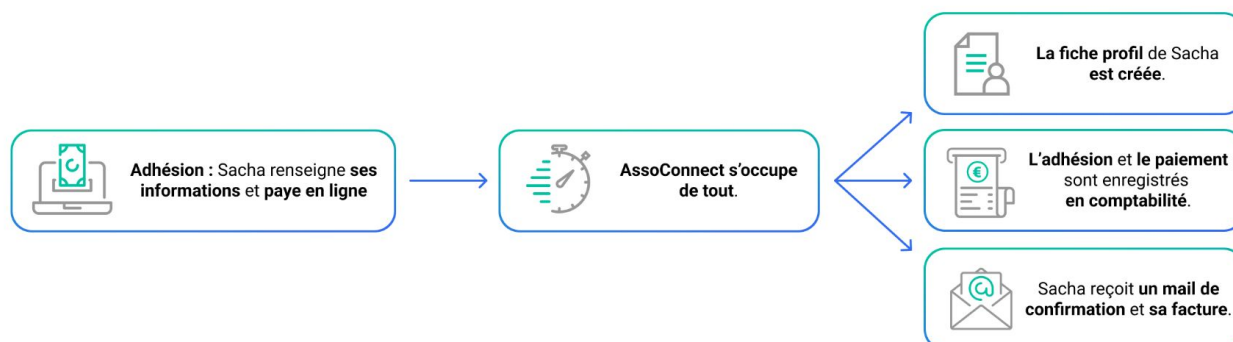 Adhésion : Sacha renseigne ses
informations et paye en ligne
AssoConnect s’occupe
de tout.
La fiche profil de Sacha
est créée.
€
L’adhésion et le paiement
sont enregistrés
en comptabilité.
@
Sacha reçoit un mail de
confirmation et sa facture.